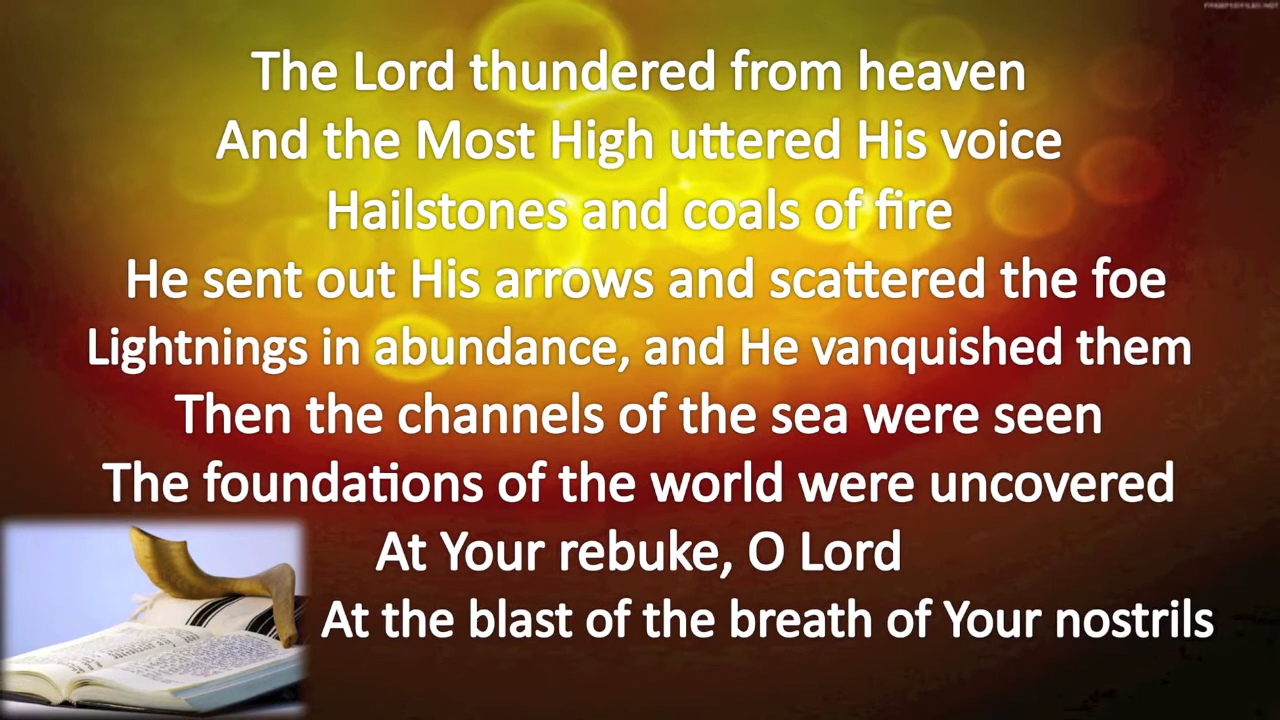 The Lord thundered from heaven
And the Most High uttered His voice
Hailstones and coals of fire
He sent out His arrows and scattered the foe
Lightnings in abundance, and He vanquished them
Then the channels of the sea were seen
The foundations of the world were uncovered
At Your rebuke, O Lord
At the blast of the breath of Your nostrils